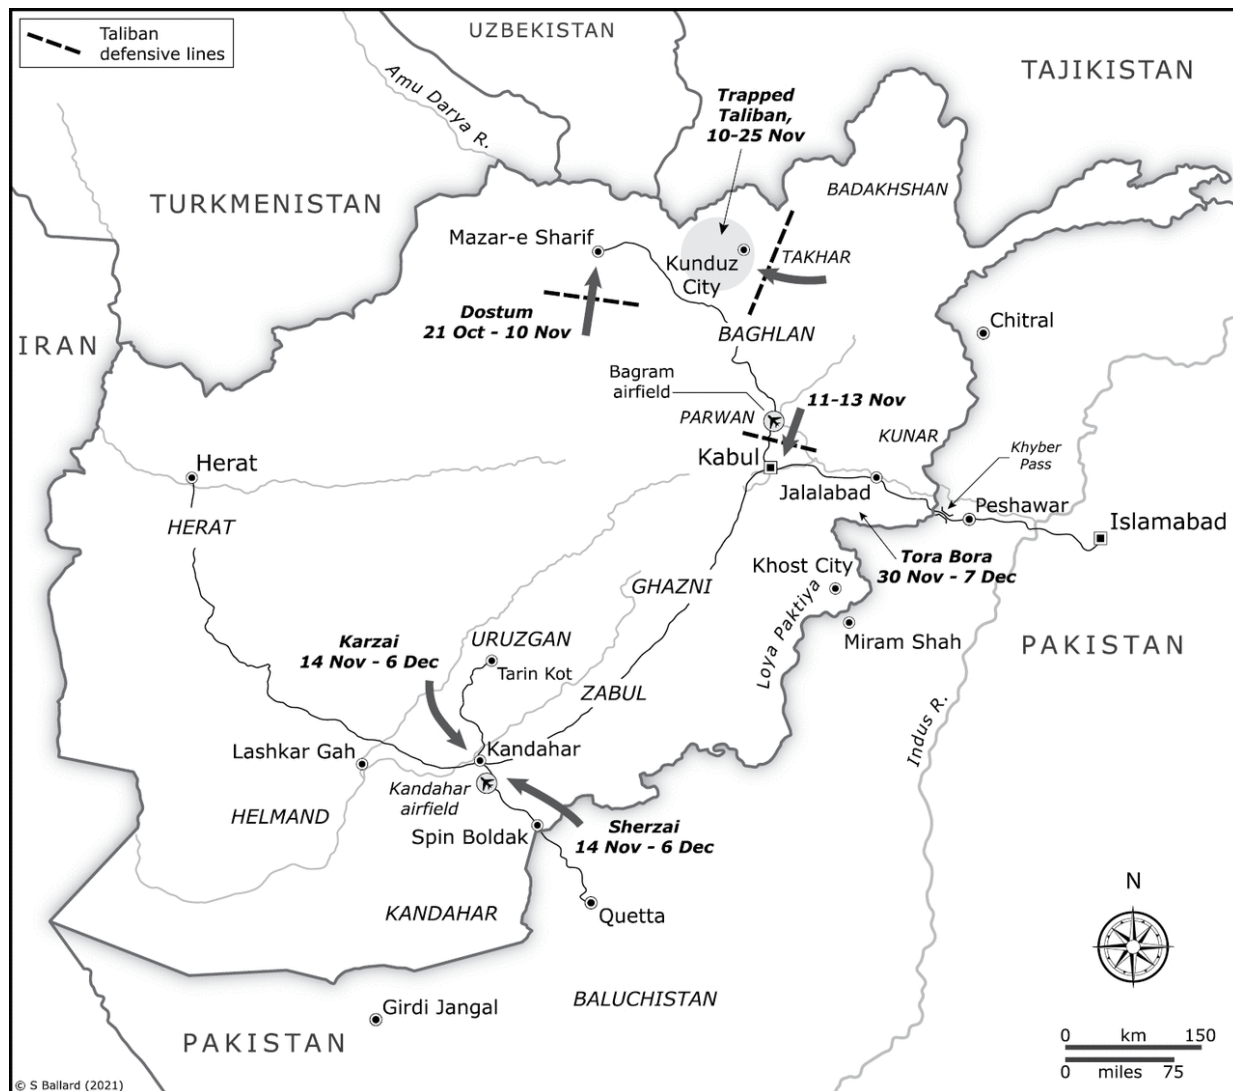 Taliban
defensive lines
UZBEKISTAN
TAJIKISTAN
Amu Darya R.
Trapped
Taliban,
10-25 Nov
TURKMENISTAN
BADAKHSHAN
Mazar-e Sharif
Kunduz
City
TAKHAR
Dostum
21 Oct - 10 Nov
IRAN
BAGHLAN
Chitral
Bagram
airfield
11-13 Nov
PARWAN
KUNAR
Khyber
Pass
Herat
Kabul
Jalalabad
Peshawar
Islamabad
HERAT
Tora Bora
30 Nov - 7 Dec
Khost City
GHAZNI
Loya Paktiya
Miram Shah
PAKISTAN
Karzai
14 Nov - 6 Dec
URUZGAN
Tarin Kot
ZABUL
Indus R.
Lashkar Gah
Kandahar
Kandahar
airfield
HELMAND
Spin Boldak
Sherzai
14 Nov - 6 Dec
KANDAHAR
Quetta
N
BALUCHISTAN
Girdi Jangal
PAKISTAN
0 km 150
0 miles 75
© S Ballard (2021)